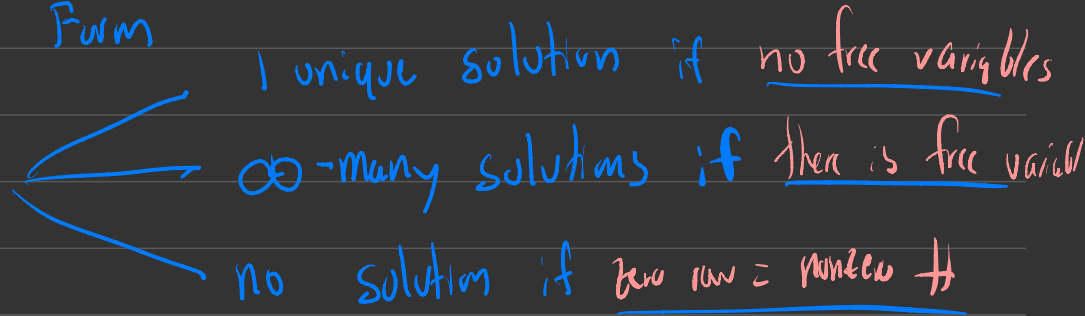 Form
1 unique solution if no free variables
∞-many solutions if there is free variabl
no solution if zero row = nonzero #